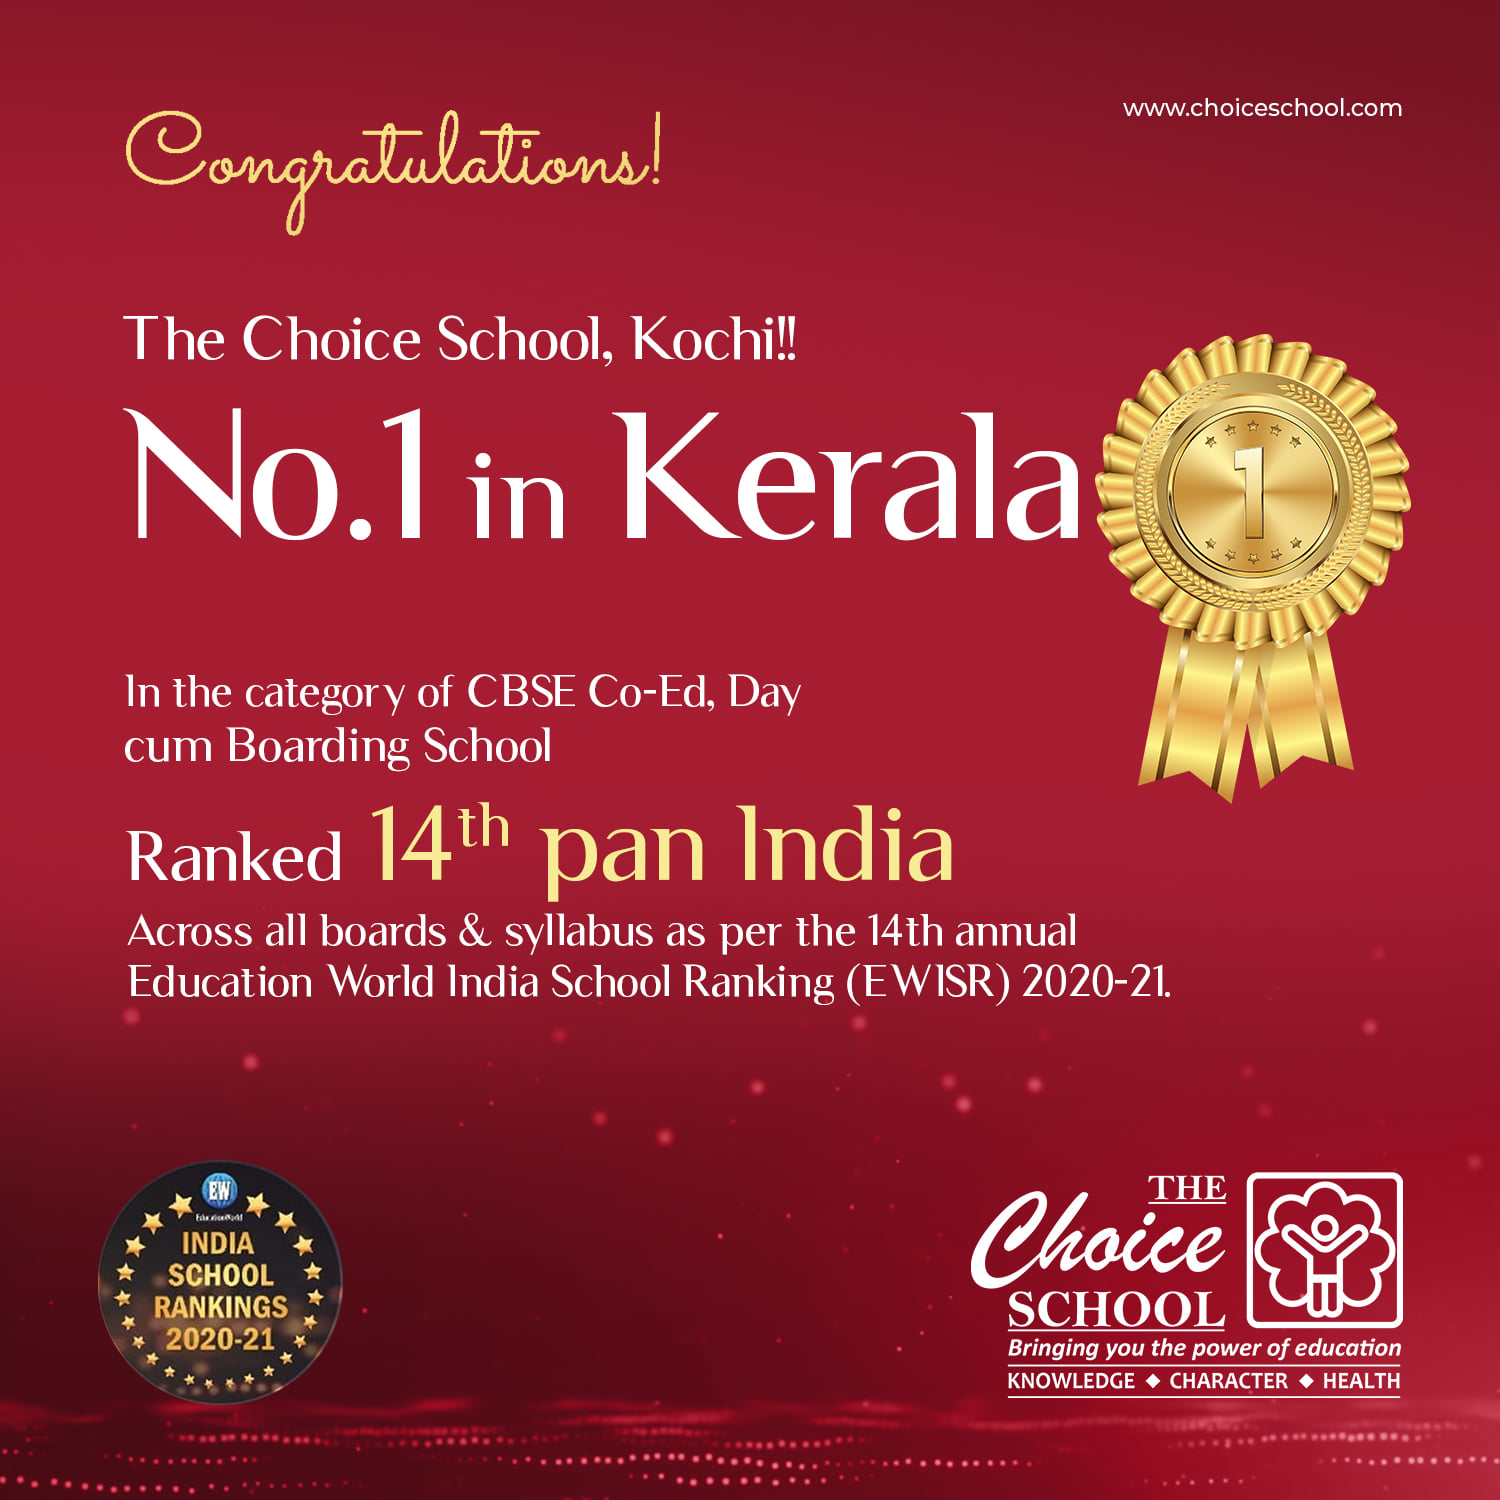 www.choiceschool.com
Congratulations!
The Choice School, Kochi!!
No.1 in Kerala
1
In the category of CBSE Co-Ed, Day
cum Boarding School
Ranked 14th pan India
Across all boards & syllabus as per the 14th annual
Education World India School Ranking (EWISR) 2020-21.
EW
EducationWorld
INDIA
SCHOOL
RANKINGS
2020-21
THE
Choice
SCHOOL
Bringing you the power of education
KNOWLEDGE ◆ CHARACTER ◆ HEALTH